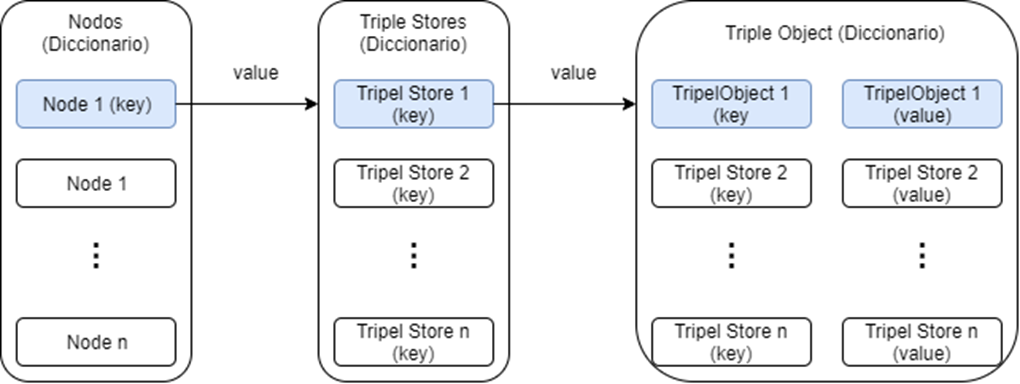 Nodos
(Diccionario)
Node 1 (key)
Node 1
Node n
value
Triple Stores
(Diccionario)
Tripel Store 1
(key)
Tripel Store 2
(key)
Tripel Store n
(key)
value
Triple Object (Diccionario)
TripelObject 1
(key
TripelObject 1
(value)
Tripel Store 2
(key)
Tripel Store 2
(value)
Tripel Store n
(key)
Tripel Store n
(value)